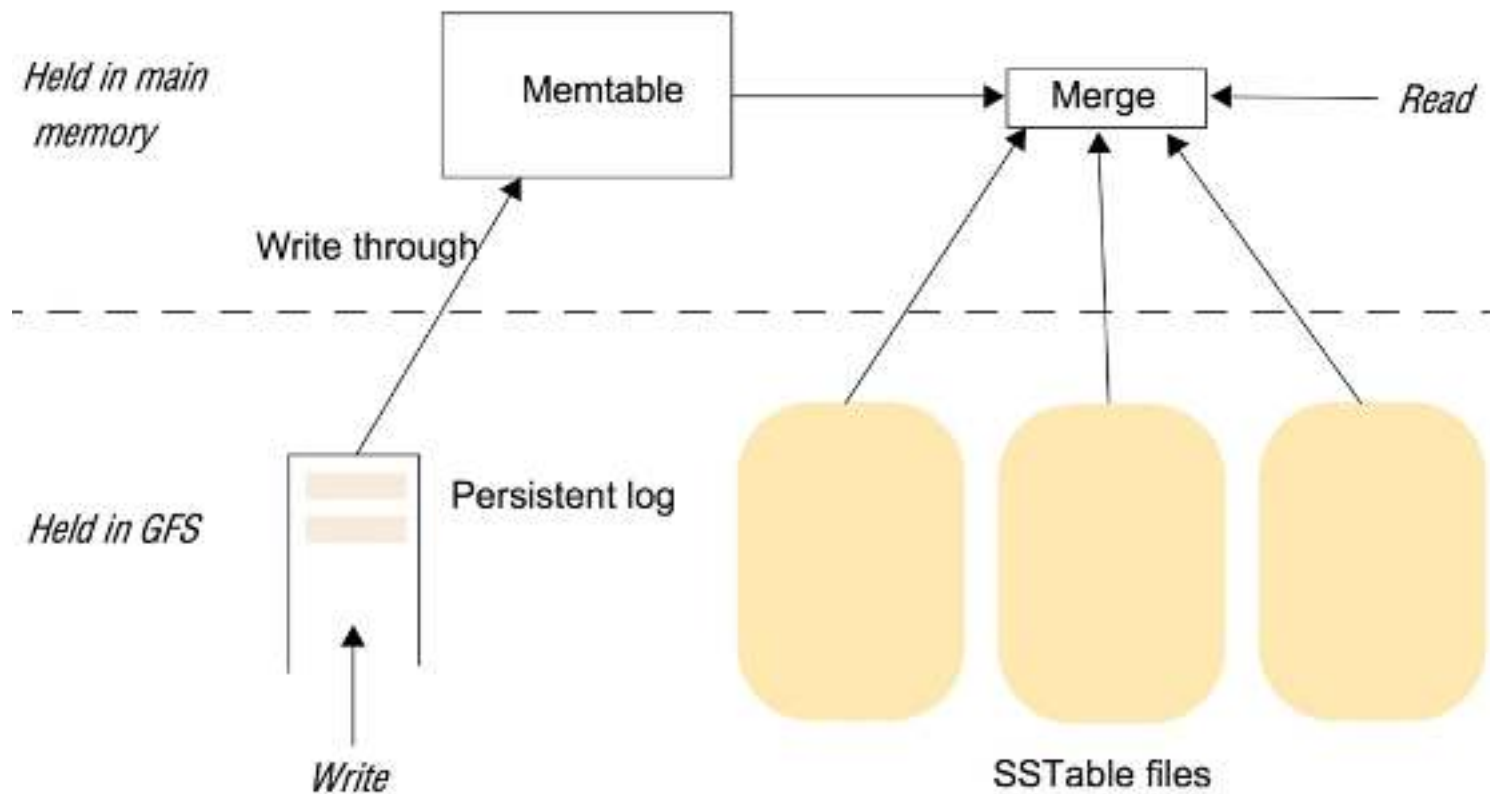 Held in main
memory
Memtable
Merge
Read
Write through
Held in GFS
Persistent log
Write
SSTable files